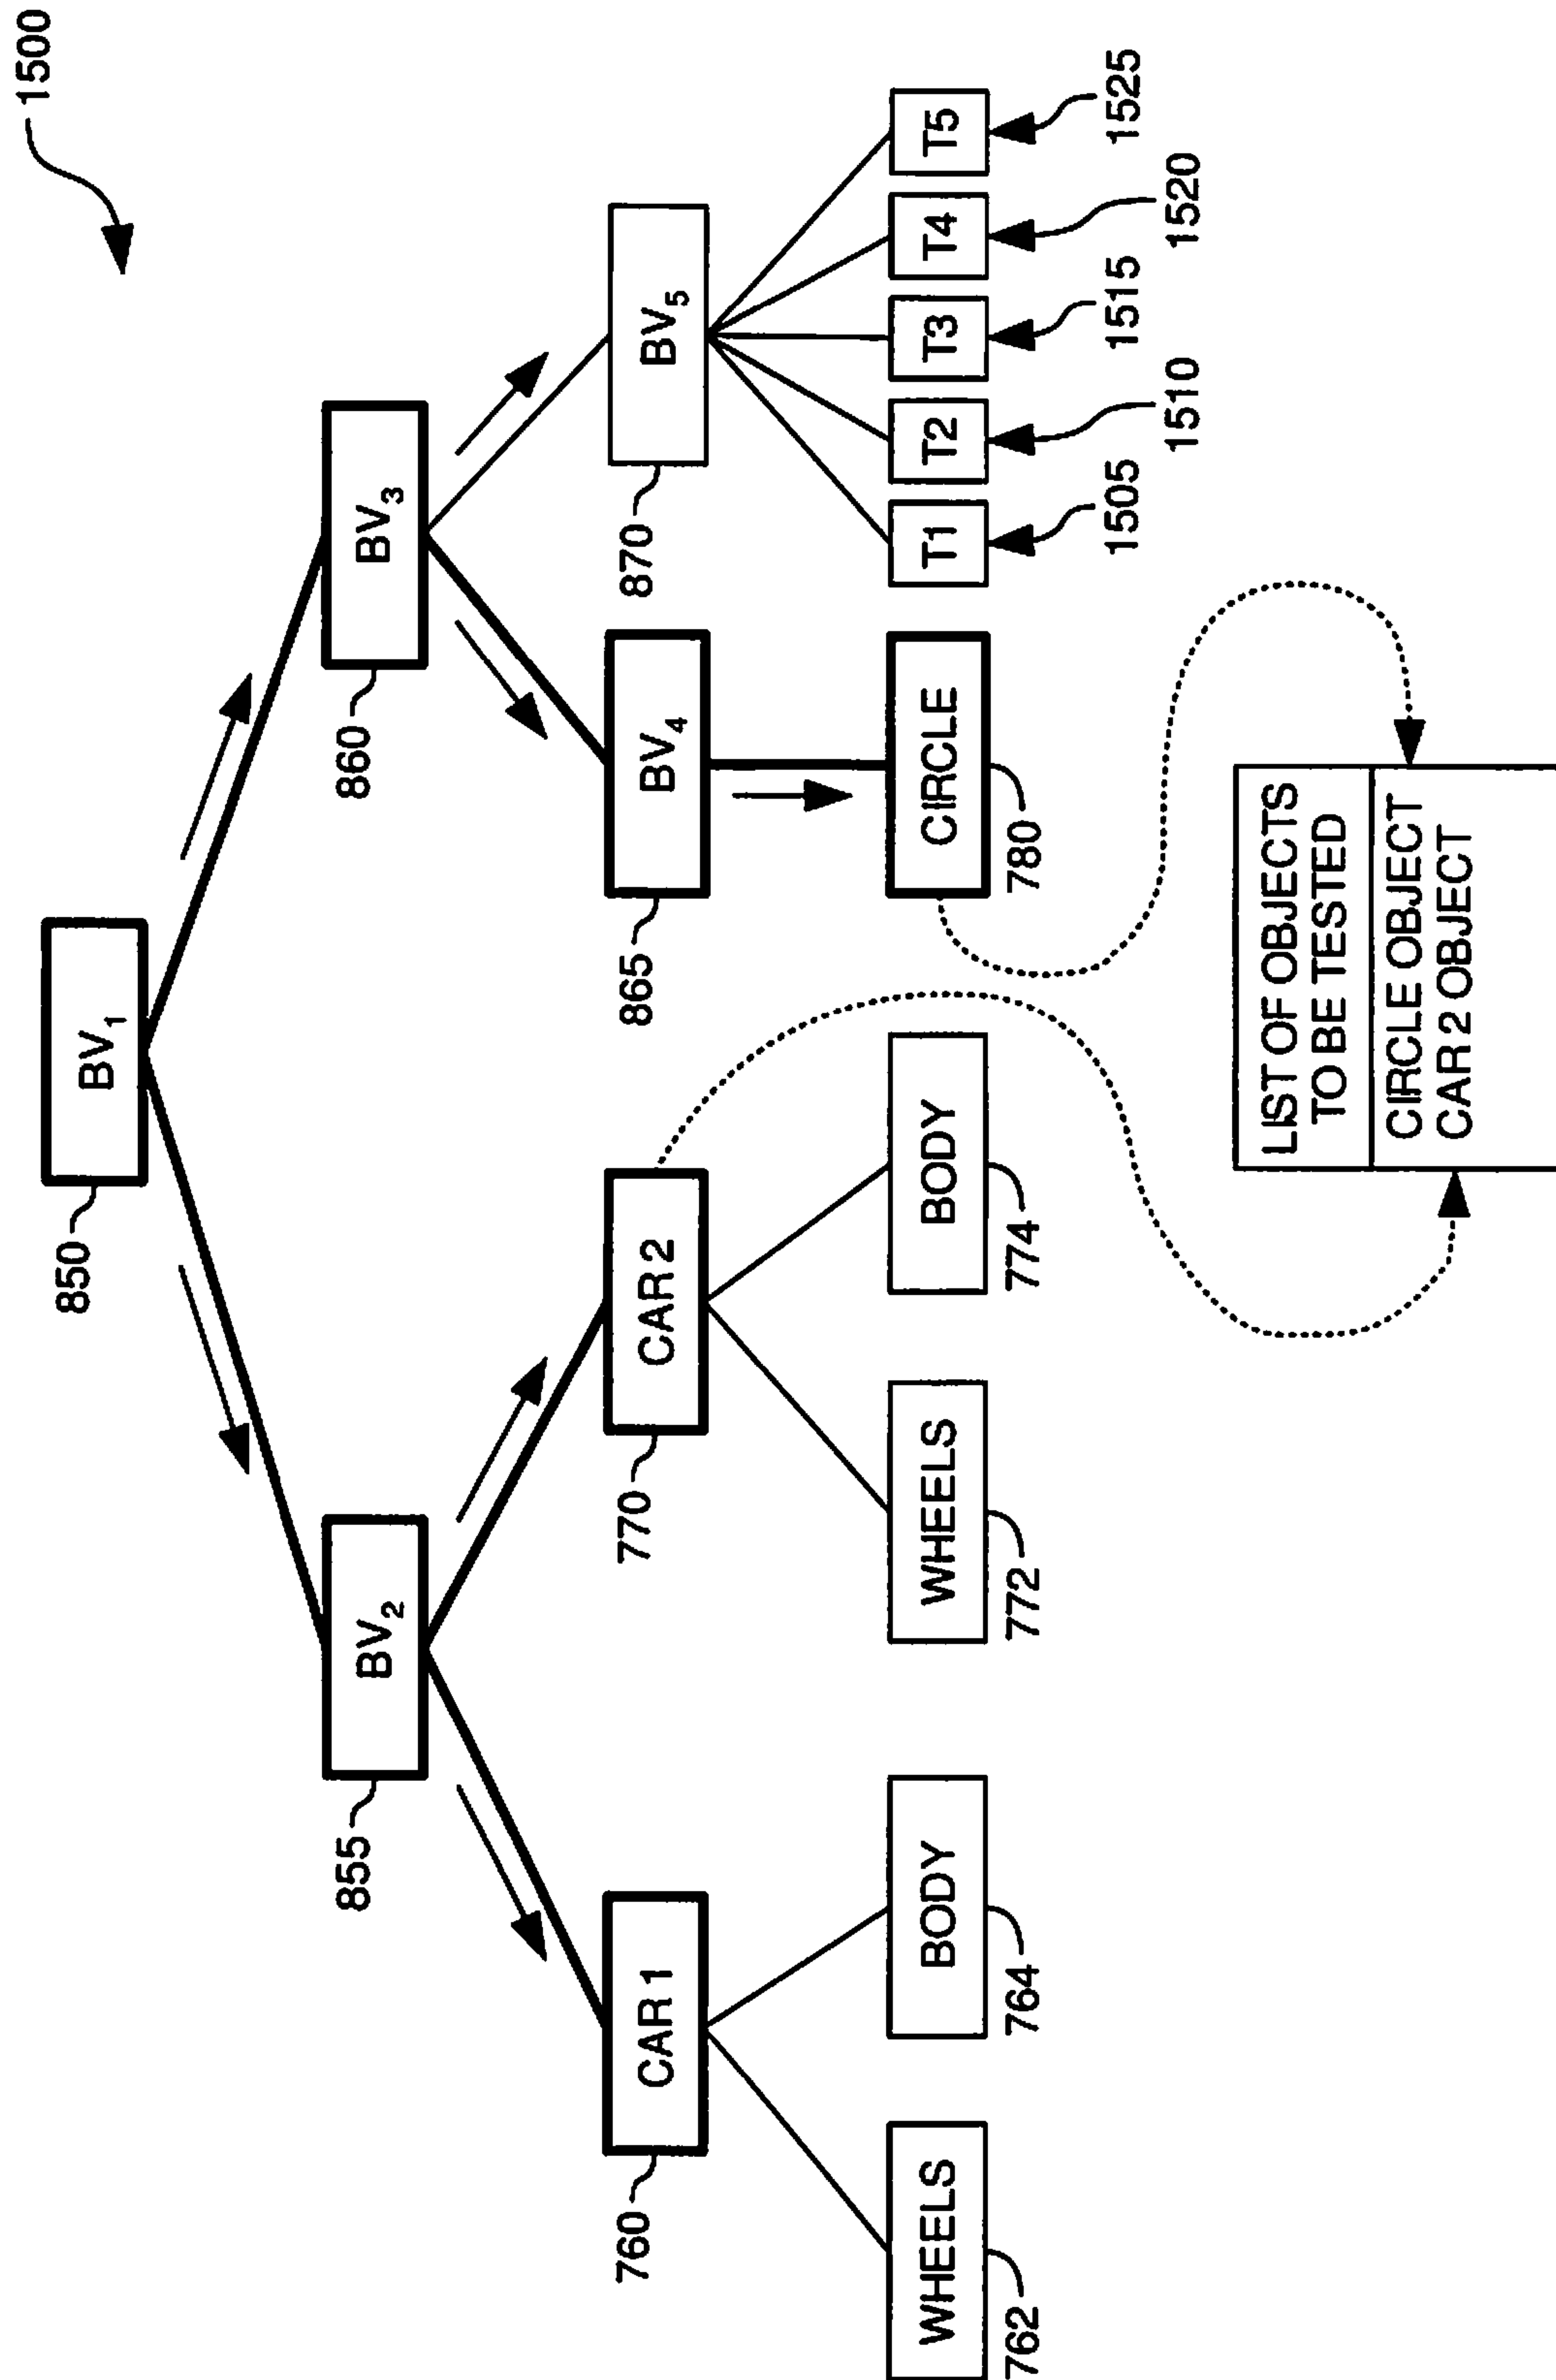 1500
BV1
850
BV2
855
BV3
860
CAR 1
760
CAR 2
770
BV4
865
BV5
870
WHEELS
762
BODY
764
WHEELS
772
BODY
774
CIRCLE
780
T1
T2
T3
T4
T5
1505
1510
1515
1520
1525
LIST OF OBJECTS
TO BE TESTED
CIRCLE OBJECT
CAR 2 OBJECT